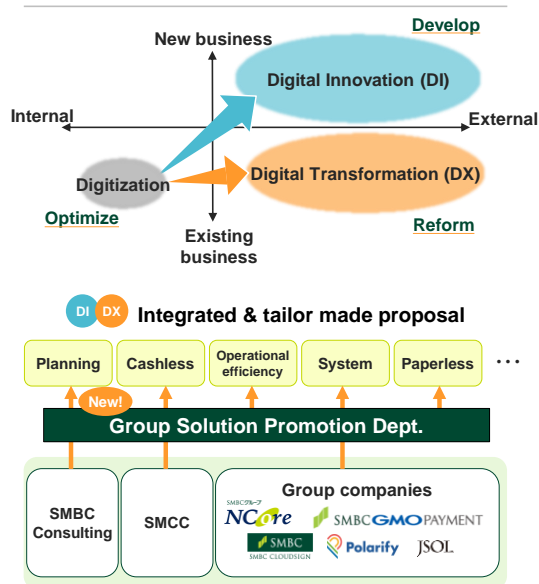 Develop
New business
Digital Innovation (DI)
Internal
External
Digitization
Digital Transformation (DX)
Optimize
Reform
Existing
business
DI DX Integrated & tailor made proposal
Planning
Cashless
Operational
efficiency
System
Paperless
...
New!
Group Solution Promotion Dept.
SMBC
Consulting
SMCC
Group companies
SMBCグループ
NCore
SMBC GMO PAYMENT
SMBC
SMBC CLOUDSIGN
Polarify
JSOL